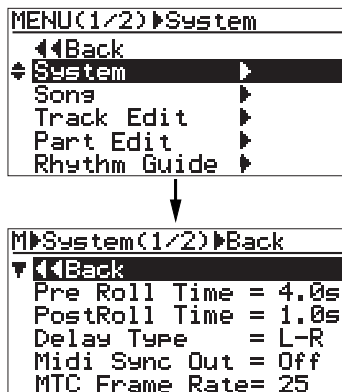 MENU(1/2)▶System
◀◀Back
System ▶
Song ▶
Track Edit ▶
Part Edit ▶
Rhythm Guide ▶
M▶System(1/2)▶Back
◀◀Back
Pre Roll Time = 4.0s
PostRoll Time = 1.0s
Delay Type = L-R
Midi Sync Out = Off
MTC Frame Rate= 25